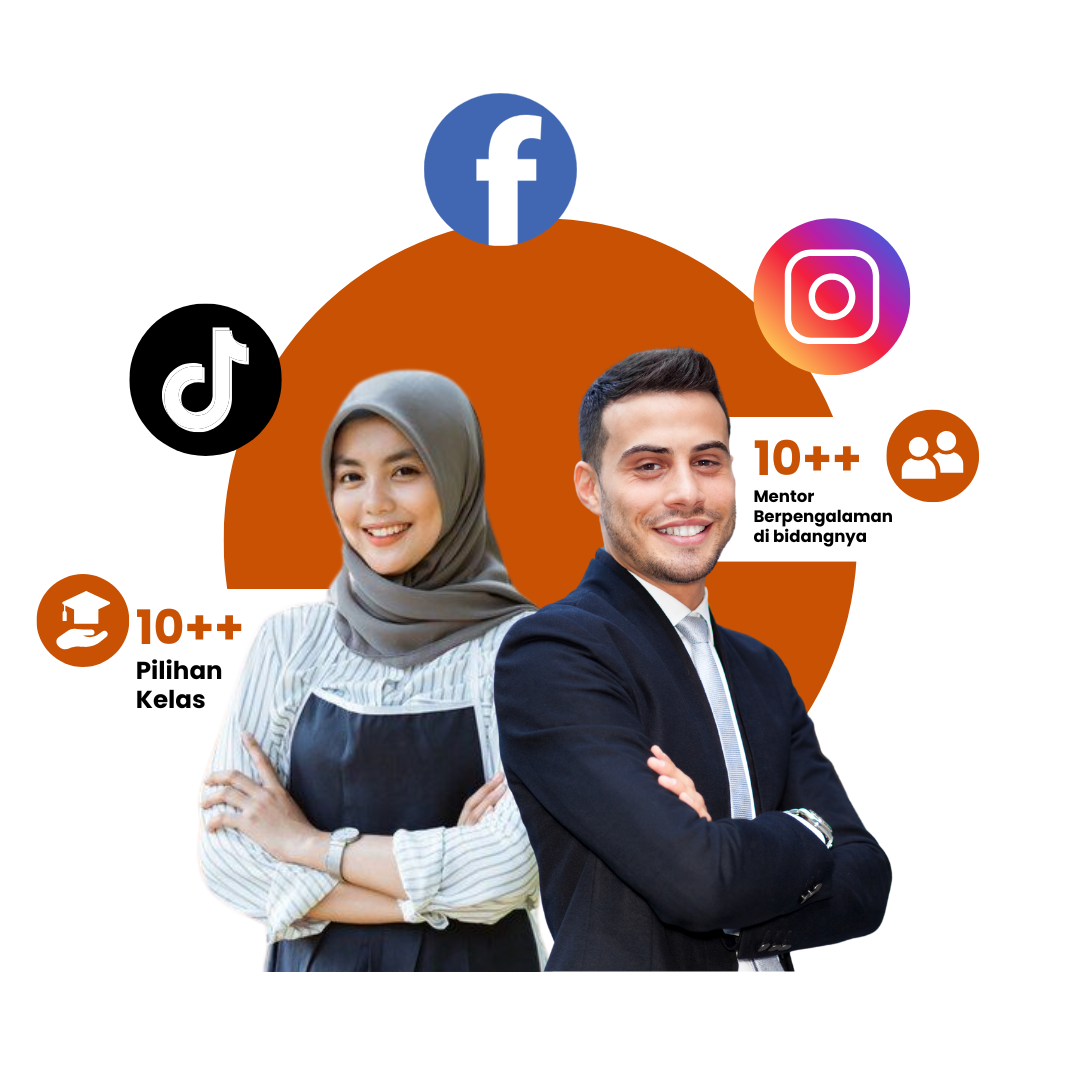 10++
Mentor
Berpengalaman
di bidangnya
10++
Pilihan
Kelas